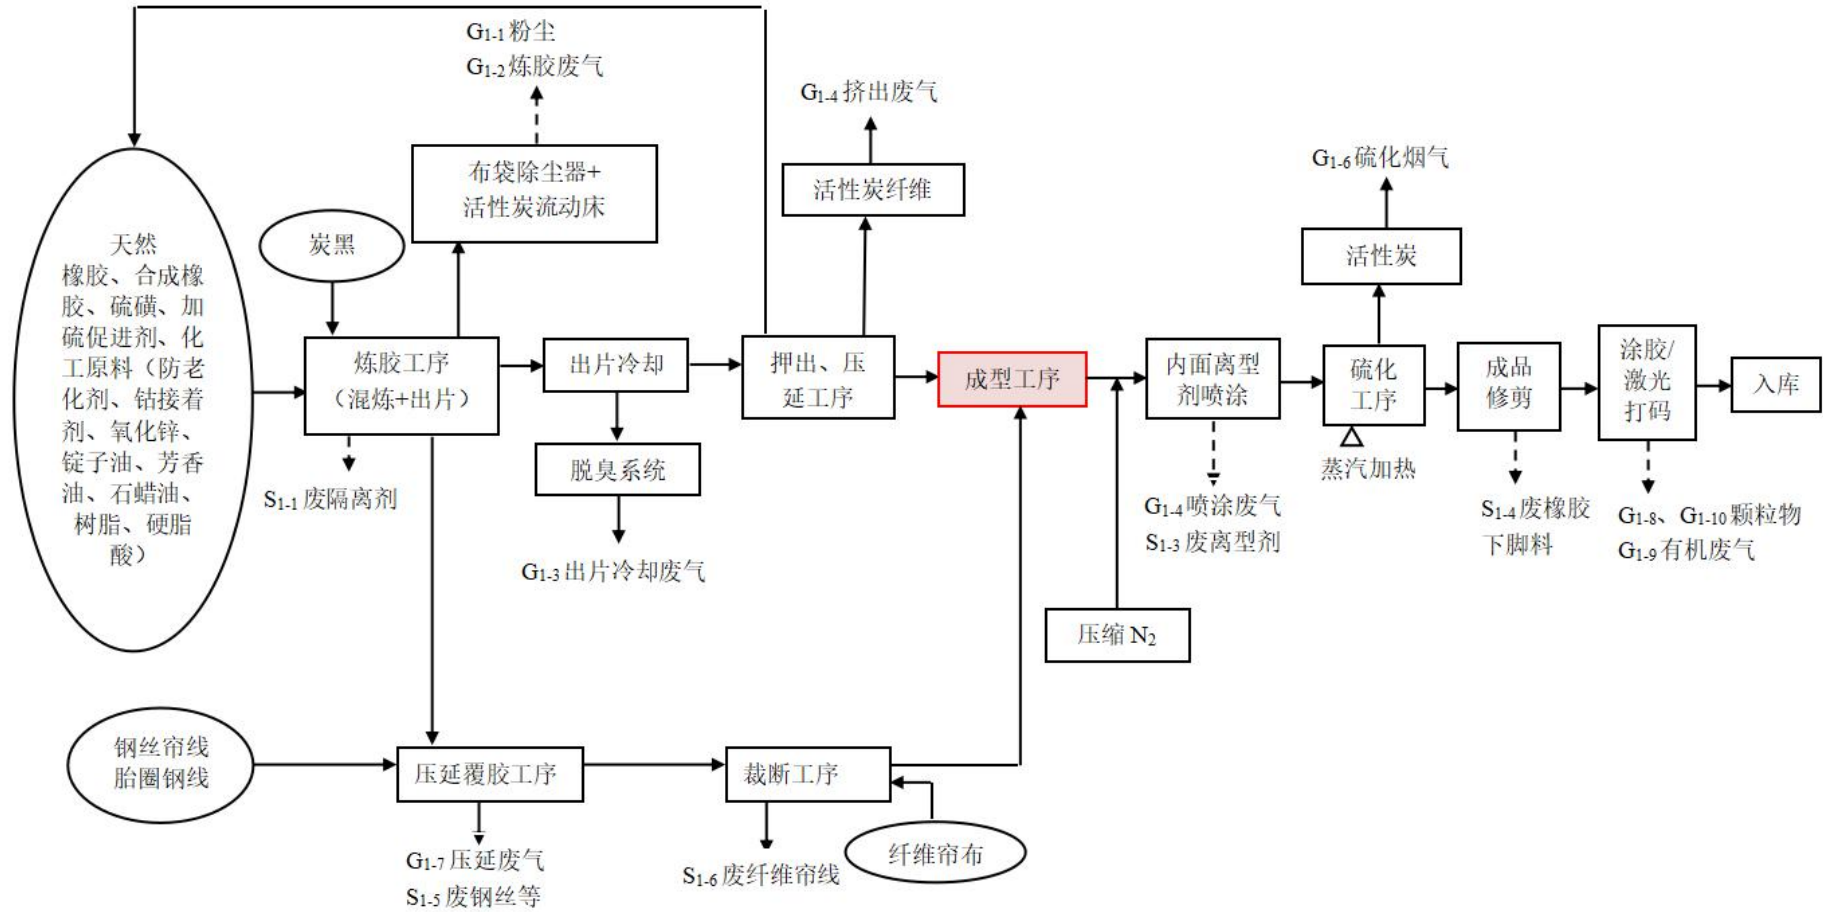 G1-1粉尘
G1-2炼胶废气
G1-4挤出废气
G1-6硫化烟气
布袋除尘器+
活性炭流动床
活性炭纤维
活性炭
炭黑
天然
橡胶、合成橡
胶、硫磺、加
硫促进剂、化
工原料（防老
化剂、钴接着
剂、氧化锌、
锭子油、芳香
油、石蜡油、
树脂、硬脂
酸）
炼胶工序
（混炼+出片）
出片冷却
押出、压
延工序
成型工序
内面离型
剂喷涂
硫化
工序
成品
修剪
涂胶/
激光
打码
入库
蒸汽加热
脱臭系统
S1-1废隔离剂
G1-3出片冷却废气
G1-4喷涂废气
S1-3废离型剂
S1-4废橡胶
下脚料
G1-8、G1-10颗粒物
G1-9有机废气
压缩 N2
钢丝帘线
胎圈钢线
压延覆胶工序
裁断工序
纤维帘布
G1-7压延废气
S1-5废钢丝等
S1-6废纤维帘线